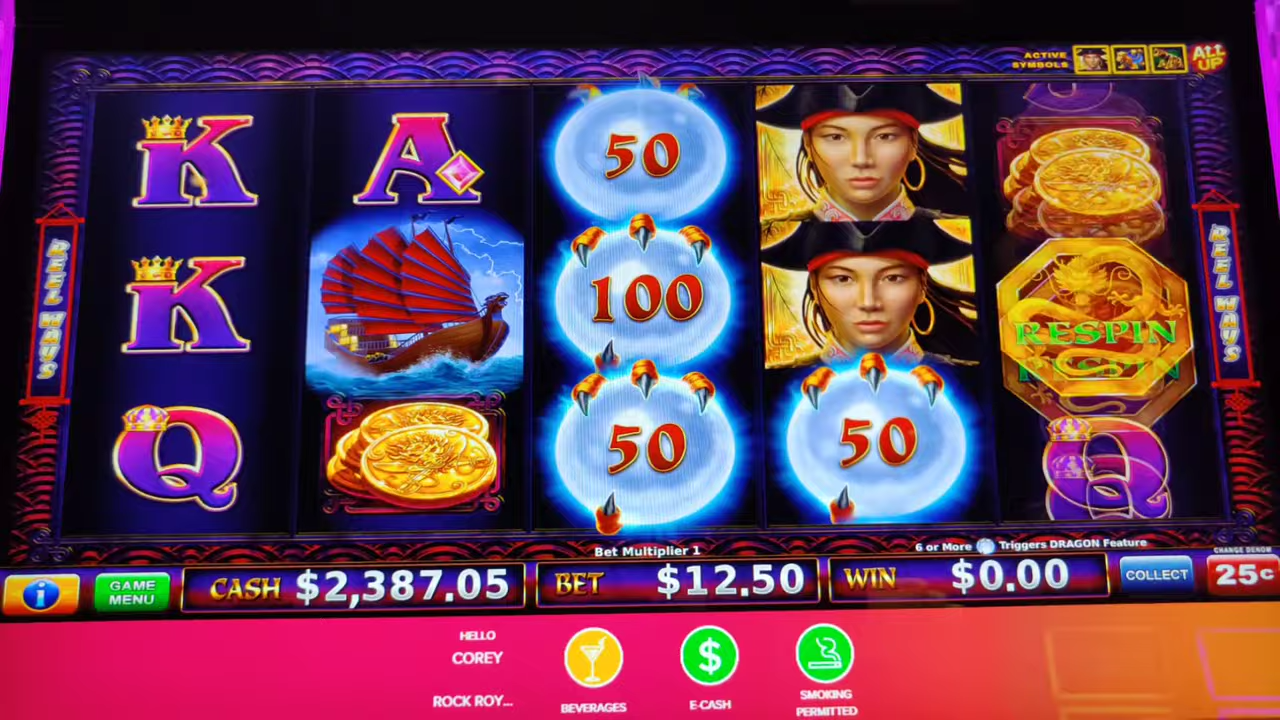 ACTIVE
SYMBOLS
ALL
UP
K
A
50
REEL WAYS
K
100
RESPIN
REEL WAYS
Q
50
50
Q
Bet Multiplier 1
6 or More Triggers DRAGON Feature
CHANGE DENOM
i
GAME
MENU
CASH $2,387.05
BET $12.50
WIN $0.00
COLLECT
25¢
HELLO
COREY
ROCK ROY...
BEVERAGES
$
E-CASH
SMOKING
PERMITTED